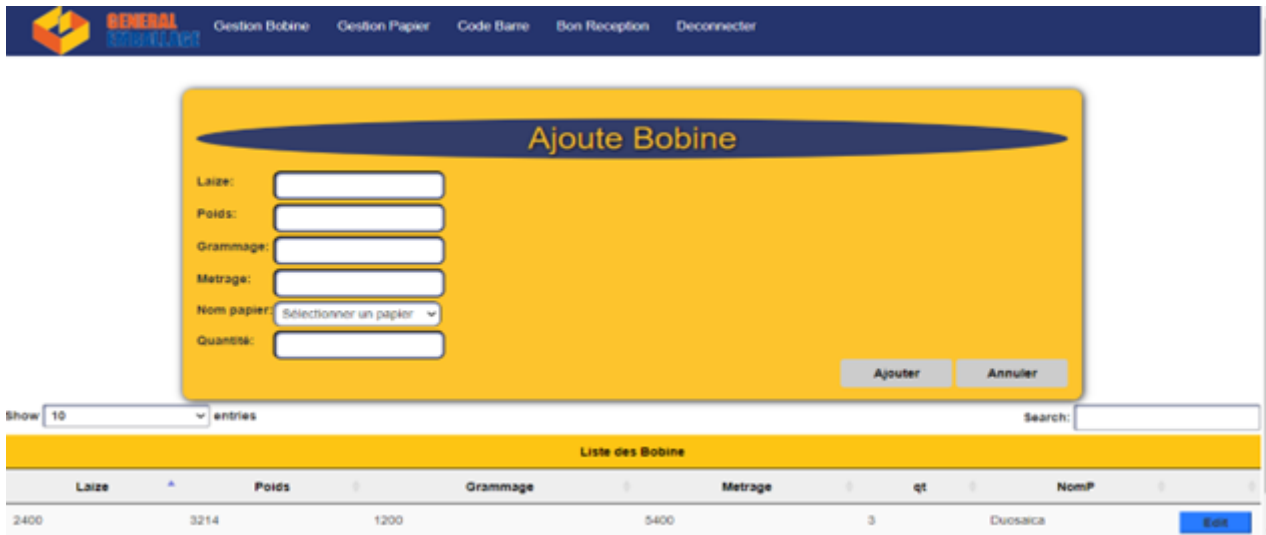 GENERAL EMBALLAGE Gestion Bobine Gestion Papier Code Barre Bon Reception Deconnecter
Ajoute Bobine
Laize:
Poids:
Grammage:
Metrage:
Nom papier: Sélectionner un papier
Quantité:
Ajouter Annuler
Show 10 entries Search:
Liste des Bobine
Laize Poids Grammage Metrage qt NomP
2400 3214 1200 5400 3 Duosaica Edit